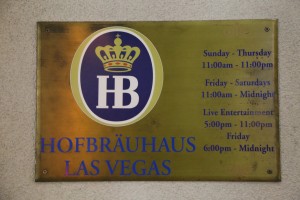 HB
HOFBRÄUHAUS
LAS VEGAS
Sunday - Thursday
11:00am - 11:00pm
Friday - Saturdays
11:00am - Midnight
Live Entertainment
5:00pm - 11:00pm
Friday
6:00pm - Midnight